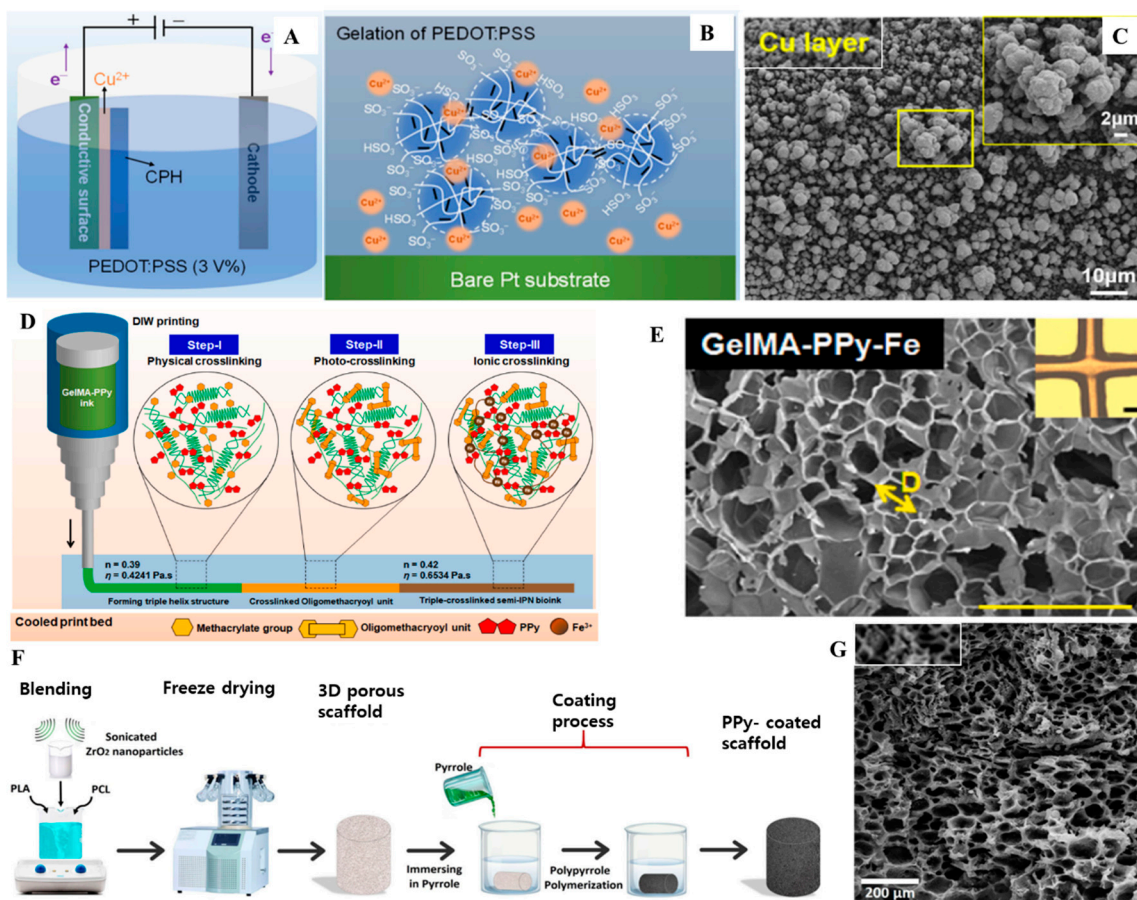 A
+
−
e⁻
Cu²⁺
e⁻
Conductive surface
CPH
Cathode
PEDOT:PSS (3 V%)
B
Gelation of PEDOT:PSS
Cu²⁺
SO₃⁻
HSO₃
Bare Pt substrate
C
Cu layer
2μm
10μm
D
DIW printing
GelMA-PPy
ink
Step-I
Physical crosslinking
Step-II
Photo-crosslinking
Step-III
Ionic crosslinking
n = 0.39
η = 0.4241 Pa.s
n = 0.42
η = 0.6534 Pa.s
Forming triple helix structure
Crosslinked Oligomethacryoyl unit
Triple-crosslinked semi-IPN bioink
Cooled print bed
Methacrylate group
Oligomethacryoyl unit
PPy
Fe³⁺
E
GelMA-PPy-Fe
D
F
Blending
Sonicated
ZrO₂ nanoparticles
PLA
PCL
Freeze drying
3D porous
scaffold
Immersing
in Pyrrole
Coating
process
Pyrrole
Polypyrrole
Polymerization
PPy- coated
scaffold
G
200 μm